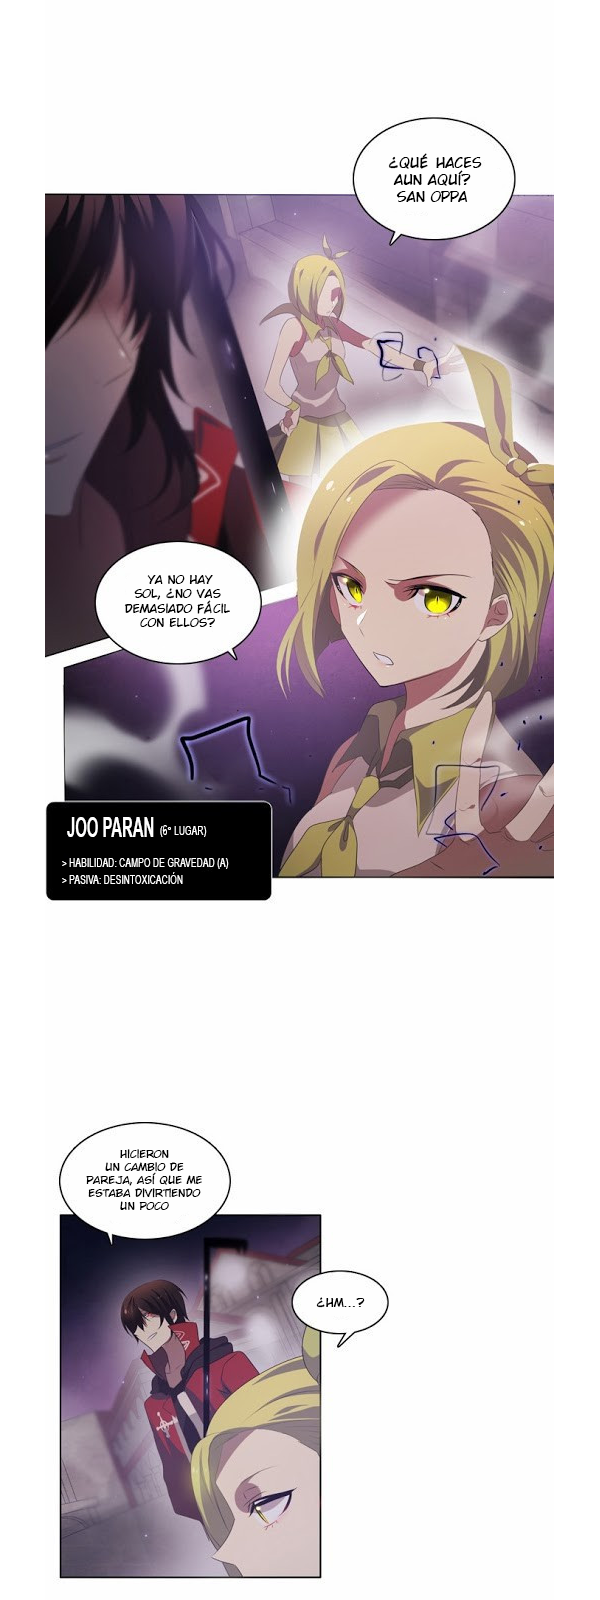 ¿QUÉ HACES
AUN AQUÍ?
SAN OPPA
YA NO HAY
SOL, ¿NO VAS
DEMASIADO FÁCIL
CON ELLOS?
JOO PARAN (6° LUGAR)
> HABILIDAD: CAMPO DE GRAVEDAD (A)
> PASIVA: DESINTOXICACIÓN
HICIERON
UN CAMBIO DE
PAREJA, ASÍ QUE ME
ESTABA DIVIRTIENDO
UN POCO
¿HM...?